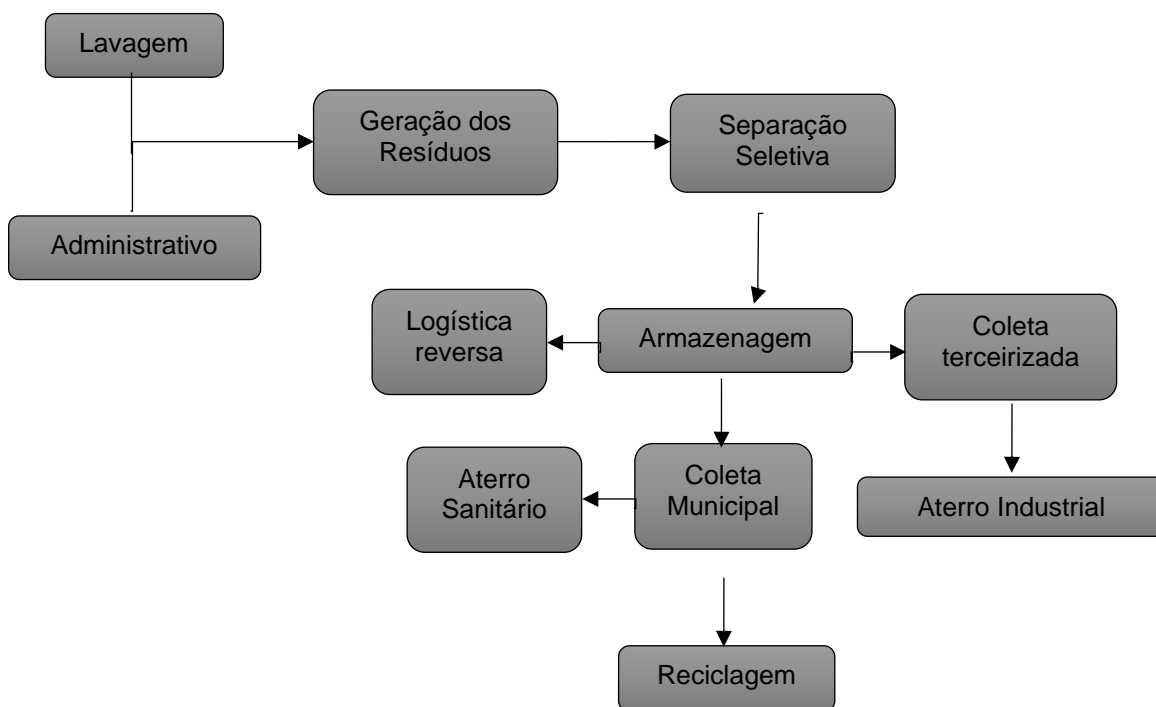 Lavagem
Geração dos
Resíduos
Separação
Seletiva
Administrativo
Logística
reversa
Armazenagem
Coleta
terceirizada
Aterro
Sanitário
Coleta
Municipal
Aterro Industrial
Reciclagem